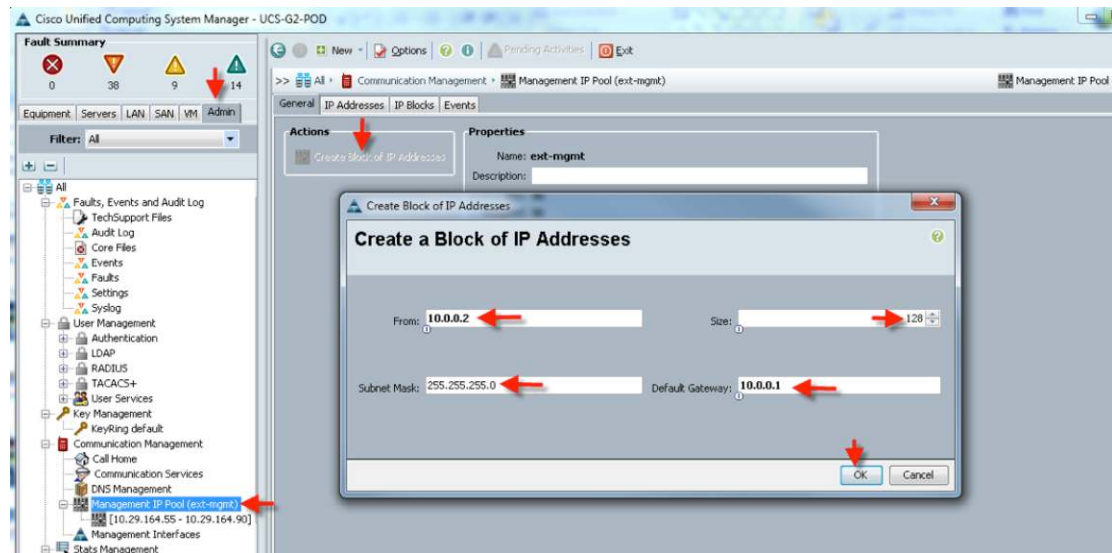 Cisco Unified Computing System Manager - UCS-G2-POD
Fault Summary
0 38 9 14
Equipment Servers LAN SAN VM Admin
Filter: All
All
Faults, Events and Audit Log
TechSupport Files
Audit Log
Core Files
Events
Faults
Settings
Syslog
User Management
Authentication
LDAP
RADIUS
TACACS+
User Services
Key Management
KeyRing default
Communication Management
Call Home
Communication Services
DNS Management
Management IP Pool (ext-mgmt)
[10.29.164.55 - 10.29.164.90]
Management Interfaces
Stats Management
New Options Pending Activities Exit
>> All Communication Management Management IP Pool (ext-mgmt) Management IP Pool
General IP Addresses IP Blocks Events
Actions
Create Block of IP Addresses
Properties
Name: ext-mgmt
Description:
Create Block of IP Addresses
Create a Block of IP Addresses
From: 10.0.0.2 Size: 128
Subnet Mask: 255.255.255.0 Default Gateway: 10.0.0.1
OK Cancel